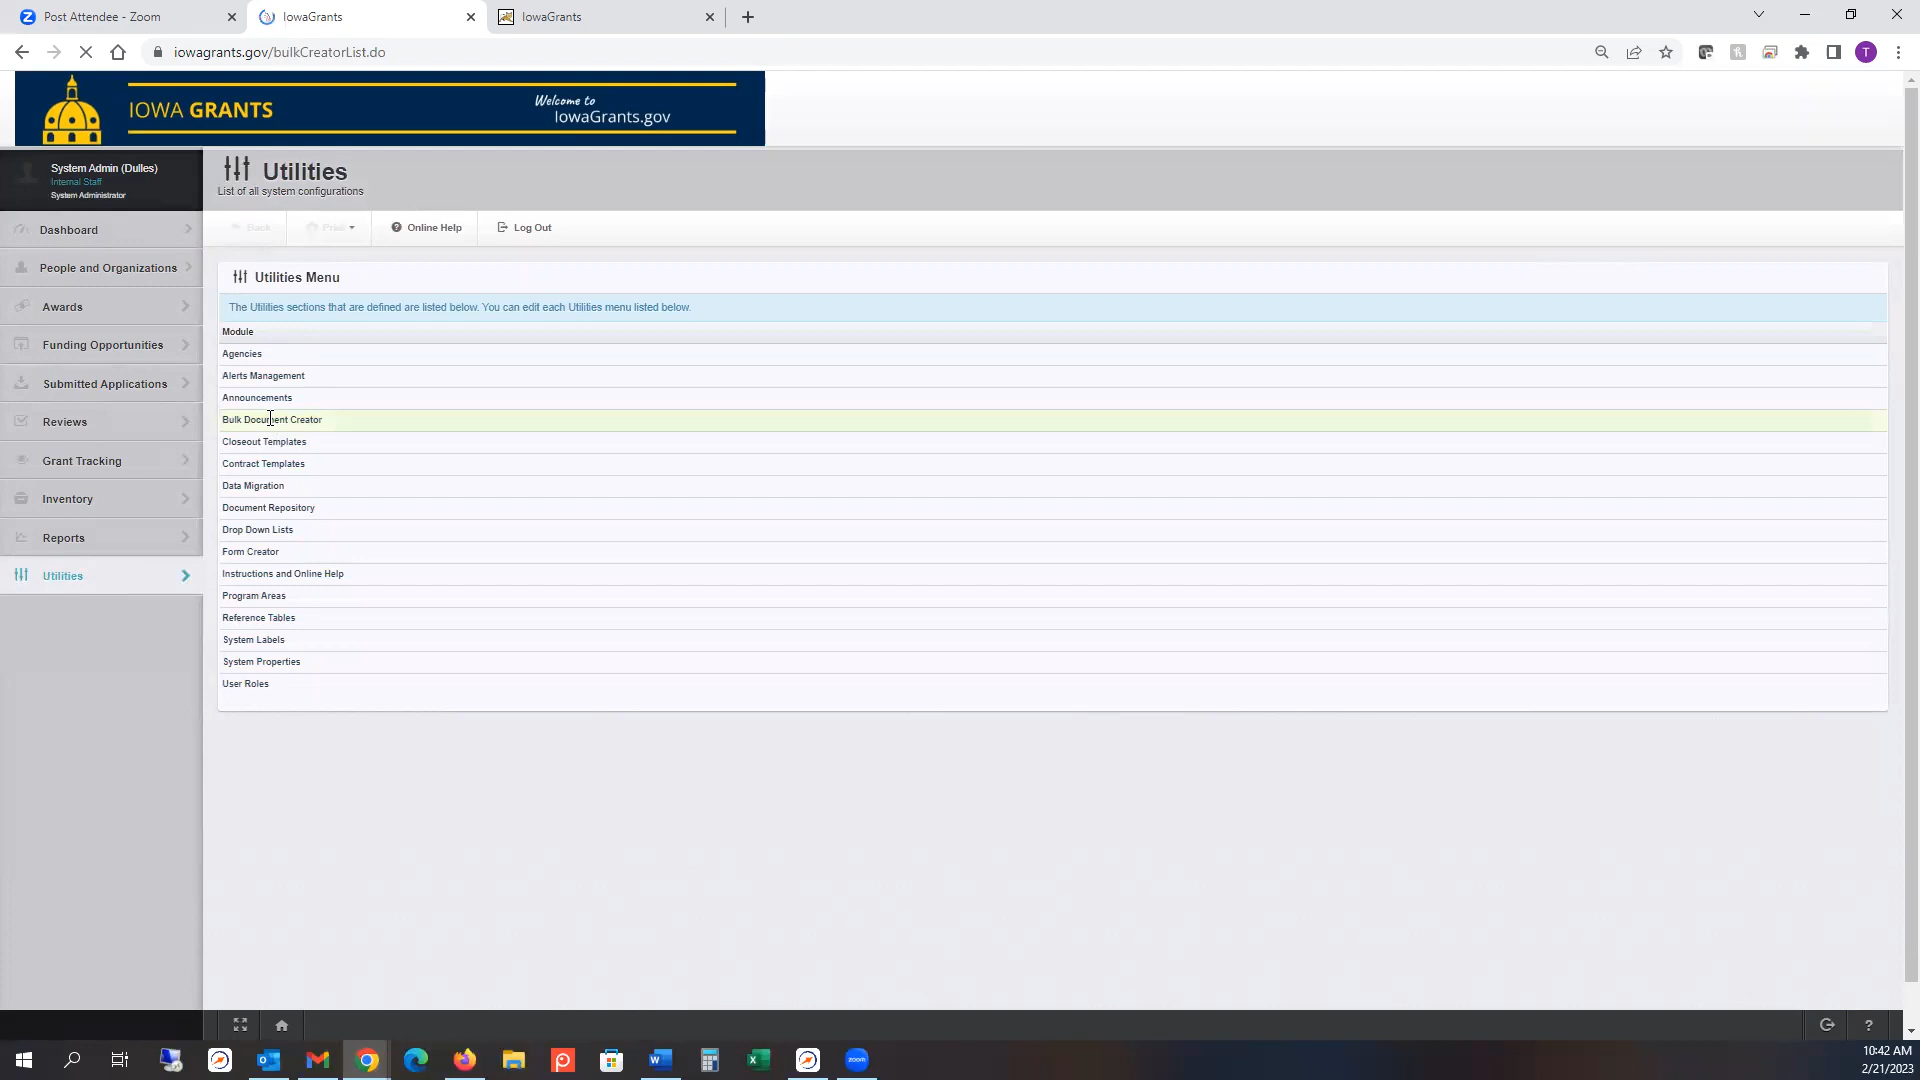 Post Attendee - Zoom
IowaGrants
IowaGrants
iowagrants.gov/bulkCreatorList.do
T
IOWA GRANTS
Welcome to
IowaGrants.gov
System Admin (Dulles)
Internal Staff
System Administrator
Utilities
List of all system configurations
Back
Print
Online Help
Log Out
Dashboard
People and Organizations
Awards
Funding Opportunities
Submitted Applications
Reviews
Grant Tracking
Inventory
Reports
Utilities
Utilities Menu
The Utilities sections that are defined are listed below. You can edit each Utilities menu listed below.
Module
Agencies
Alerts Management
Announcements
Bulk Document Creator
Closeout Templates
Contract Templates
Data Migration
Document Repository
Drop Down Lists
Form Creator
Instructions and Online Help
Program Areas
Reference Tables
System Labels
System Properties
User Roles
?
zoom
10:42 AM
2/21/2023